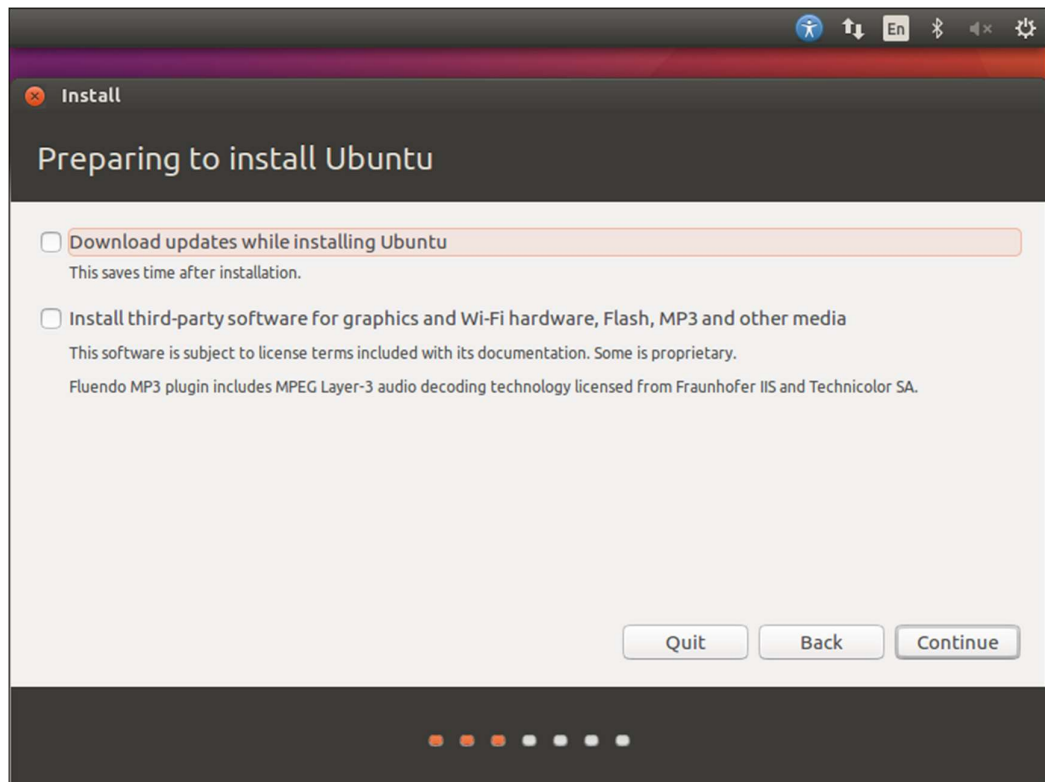 En
Install
Preparing to install Ubuntu
Download updates while installing Ubuntu
This saves time after installation.
Install third-party software for graphics and Wi-Fi hardware, Flash, MP3 and other media
This software is subject to license terms included with its documentation. Some is proprietary.
Fluendo MP3 plugin includes MPEG Layer-3 audio decoding technology licensed from Fraunhofer IIS and Technicolor SA.
Quit Back Continue